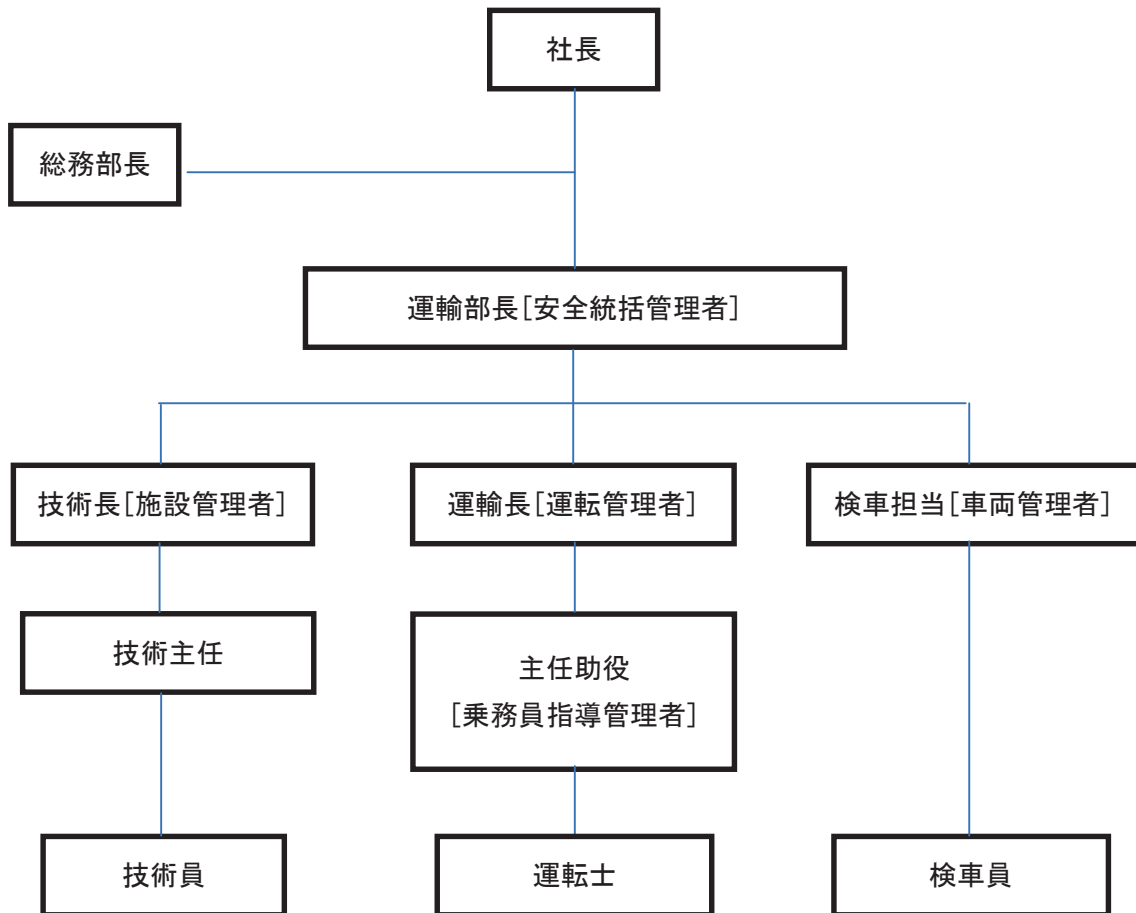 社長
総務部長
運輸部長[安全統括管理者]
技術長[施設管理者]
運輸長[運転管理者]
検車担当[車両管理者]
技術主任
主任助役
[乗務員指導管理者]
技術員
運転士
検車員